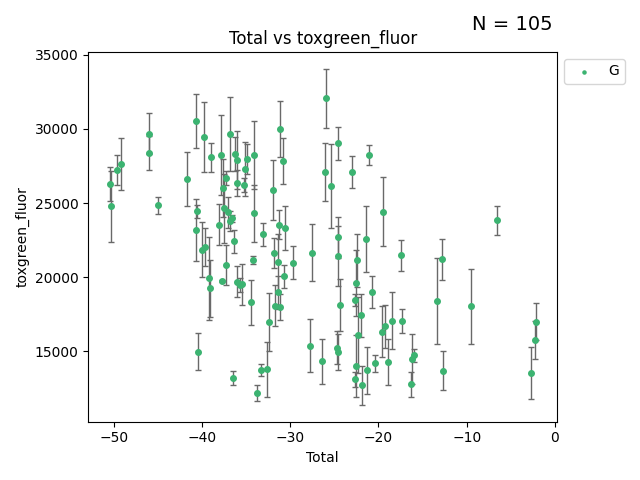 N = 105
Total vs toxgreen_fluor
G
toxgreen_fluor
35000
30000
25000
20000
15000
−50 −40 −30 −20 −10 0
Total